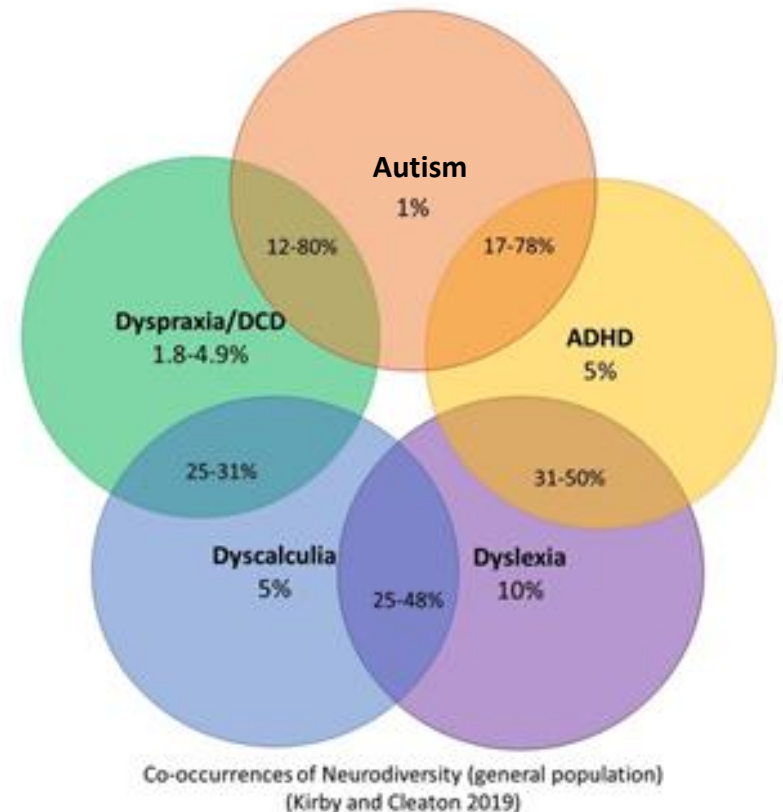 Autism
1%
12-80%
17-78%
Dyspraxia/DCD
1.8-4.9%
ADHD
5%
25-31%
31-50%
Dyscalculia
5%
Dyslexia
10%
25-48%
Co-occurrences of Neurodiversity (general population)
(Kirby and Cleaton 2019)